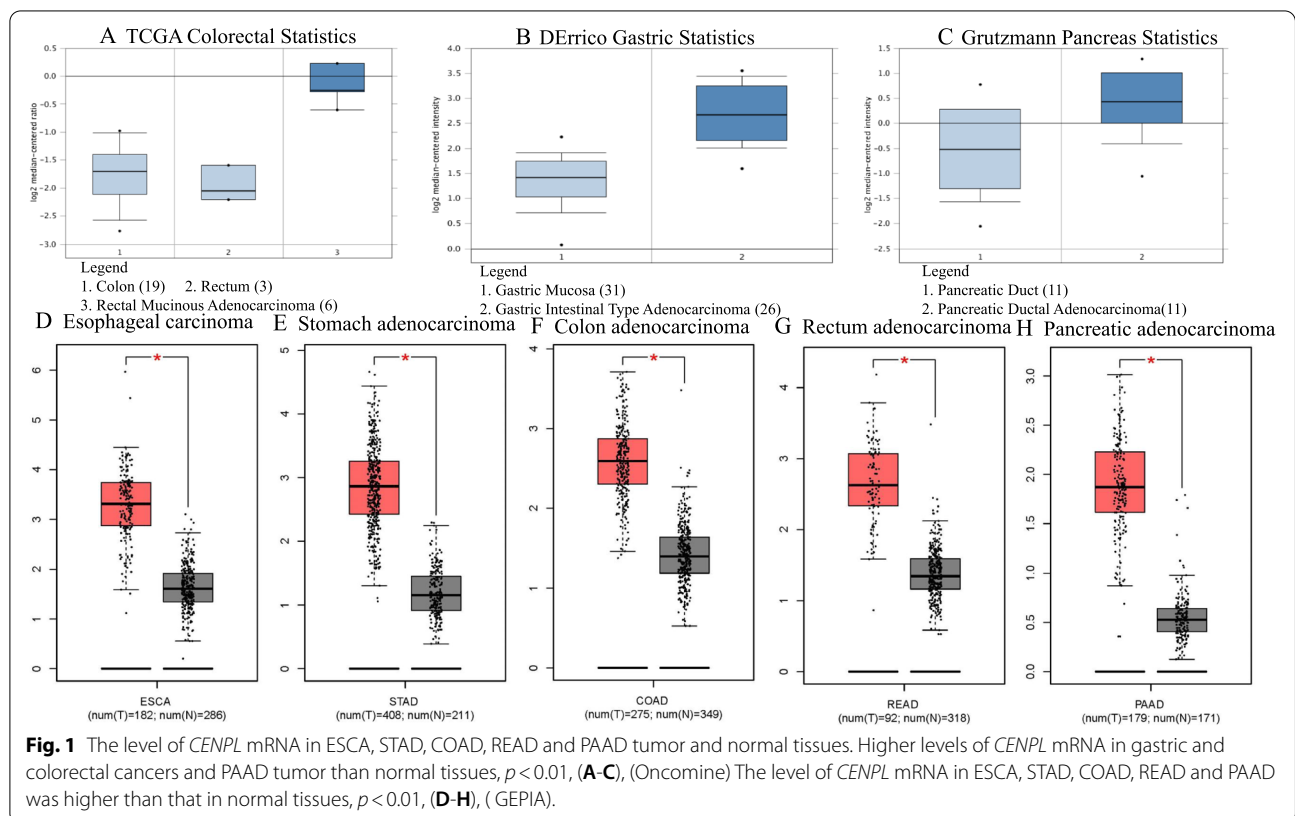 A TCGA Colorectal Statistics
B DErrico Gastric Statistics
C Grutzmann Pancreas Statistics
log2 median-centered ratio
0.5
0.0
−0.5
−1.0
−1.5
−2.0
−2.5
−3.0
1 2 3
Legend
1. Colon (19) 2. Rectum (3)
3. Rectal Mucinous Adenocarcinoma (6)
log2 median-centered intensity
4.0
3.5
3.0
2.5
2.0
1.5
1.0
0.5
0.0
1 2
Legend
1. Gastric Mucosa (31)
2. Gastric Intestinal Type Adenocarcinoma (26)
log2 median-centered intensity
1.5
1.0
0.5
0.0
−0.5
−1.0
−1.5
−2.0
−2.5
1 2
Legend
1. Pancreatic Duct (11)
2. Pancreatic Ductal Adenocarcinoma(11)
D Esophageal carcinoma
6
5
4
3
2
1
0
*
ESCA
(num(T)=182; num(N)=286)
E Stomach adenocarcinoma
5
4
3
2
1
0
*
STAD
(num(T)=408; num(N)=211)
F Colon adenocarcinoma
4
3
2
1
0
*
COAD
(num(T)=275; num(N)=349)
G Rectum adenocarcinoma
4
3
2
1
0
*
READ
(num(T)=92; num(N)=318)
H Pancreatic adenocarcinoma
3.0
2.5
2.0
1.5
1.0
0.5
0.0
*
PAAD
(num(T)=179; num(N)=171)
Fig. 1 The level of CENPL mRNA in ESCA, STAD, COAD, READ and PAAD tumor and normal tissues. Higher levels of CENPL mRNA in gastric and
colorectal cancers and PAAD tumor than normal tissues, p < 0.01, (A-C), (Oncomine) The level of CENPL mRNA in ESCA, STAD, COAD, READ and PAAD
was higher than that in normal tissues, p < 0.01, (D-H), ( GEPIA).